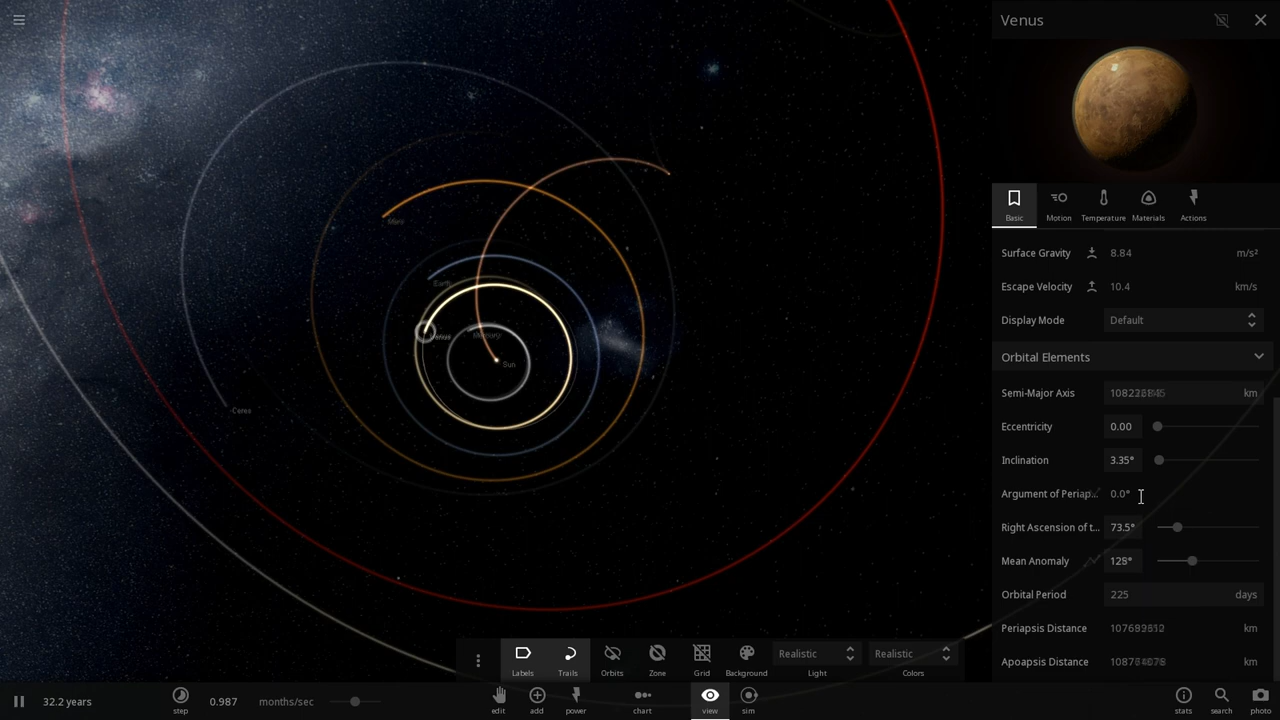 Venus
Mars
Earth
Venus
Mercury
Sun
Ceres
Basic
Motion
Temperature
Materials
Actions
Surface Gravity 8.84 m/s²
Escape Velocity 10.4 km/s
Display Mode Default
Orbital Elements
Semi-Major Axis km
Eccentricity 0.00
Inclination 3.35°
Argument of Periap... 0.0°
Right Ascension of t... 73.5°
Mean Anomaly
Orbital Period 225 days
Periapsis Distance km
Apoapsis Distance km
Labels
Trails
Orbits
Zone
Grid
Background
Realistic
Light
Realistic
Colors
32.2 years
step
0.987 months/sec
edit
add
power
chart
view
sim
stats
search
photo